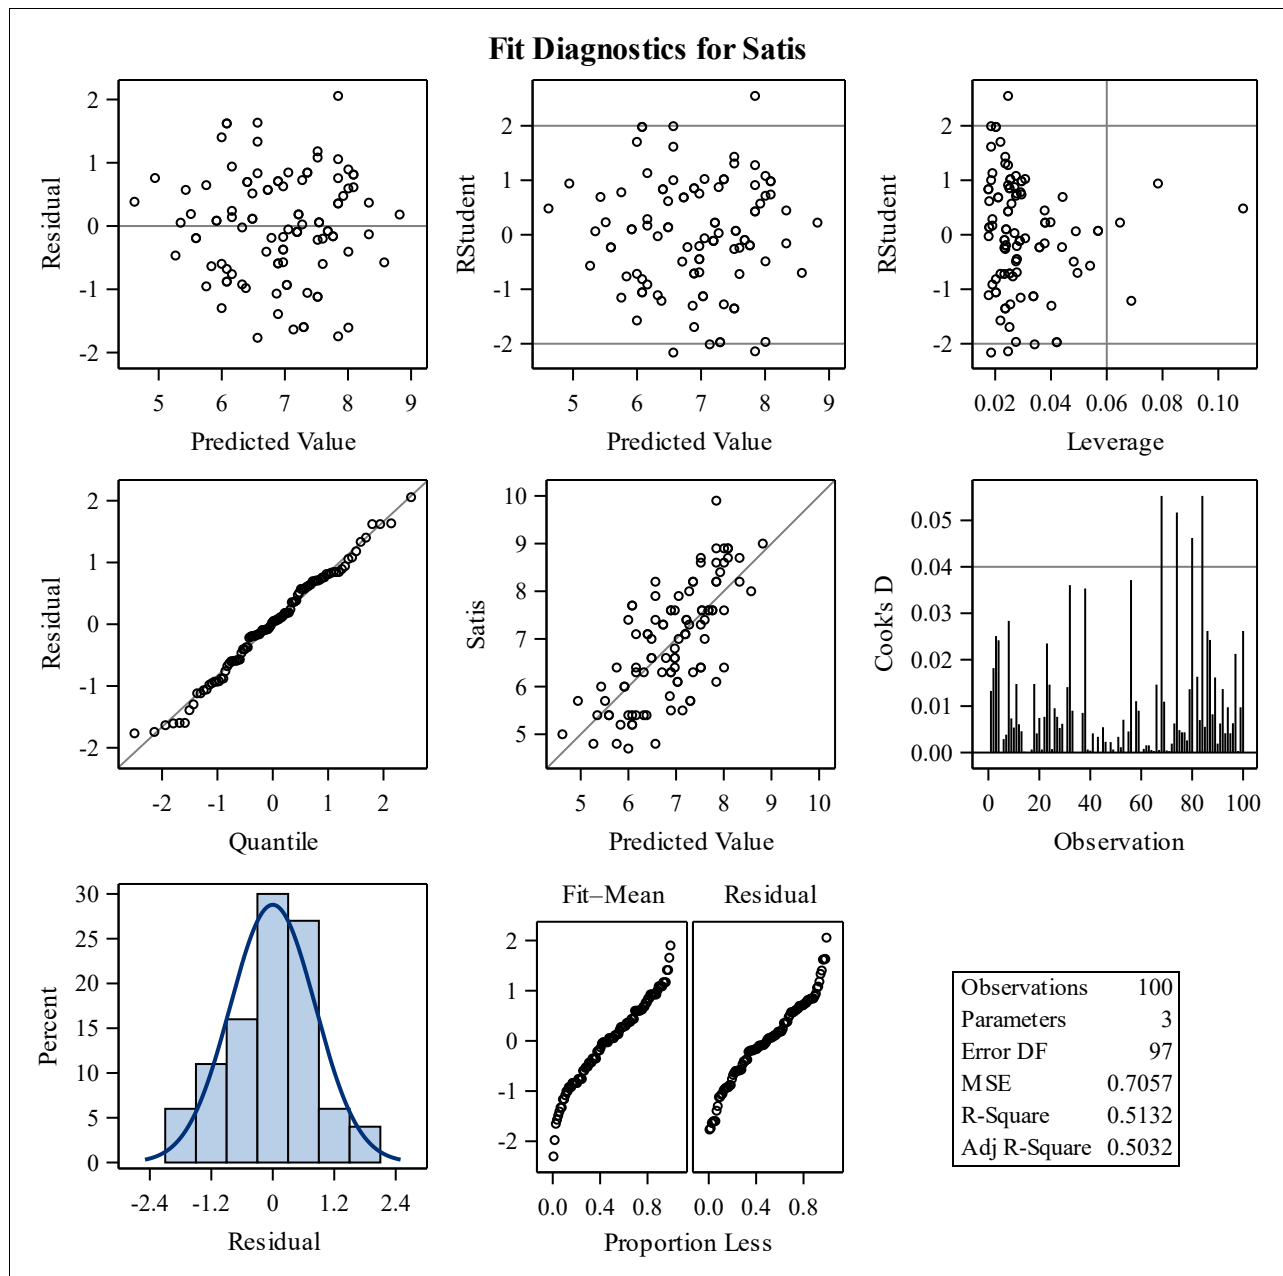 Fit Diagnostics for Satis
Residual
2
1
0
-1
-2
5 6 7 8 9
Predicted Value
RStudent
2
1
0
-1
-2
5 6 7 8 9
Predicted Value
RStudent
2
1
0
-1
-2
0.02 0.04 0.06 0.08 0.10
Leverage
Residual
2
1
0
-1
-2
-2 -1 0 1 2
Quantile
Satis
10
9
8
7
6
5
5 6 7 8 9 10
Predicted Value
Cook's D
0.05
0.04
0.03
0.02
0.01
0.00
0 20 40 60 80 100
Observation
Percent
30
25
20
15
10
5
0
-2.4 -1.2 0 1.2 2.4
Residual
Fit–Mean Residual
2
1
0
-1
-2
0.0 0.4 0.8 0.0 0.4 0.8
Proportion Less
Observations 100
Parameters 3
Error DF 97
MSE 0.7057
R-Square 0.5132
Adj R-Square 0.5032